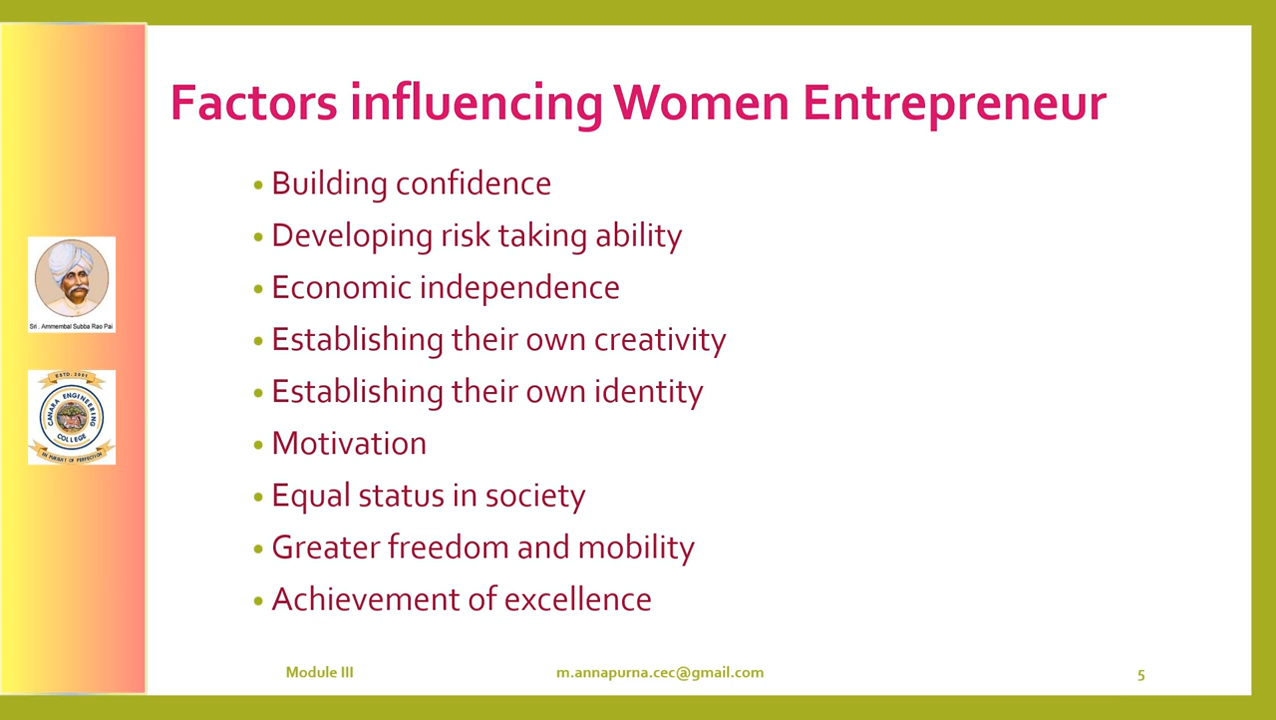 Factors influencing Women Entrepreneur
• Building confidence
• Developing risk taking ability
• Economic independence
• Establishing their own creativity
• Establishing their own identity
• Motivation
• Equal status in society
• Greater freedom and mobility
• Achievement of excellence
Sri . Ammembal Subba Rao Pai
ESTD. 2001
CANARA ENGINEERING
COLLEGE
IN PURSUIT OF PERFECTION
Module III
m.annapurna.cec@gmail.com
5